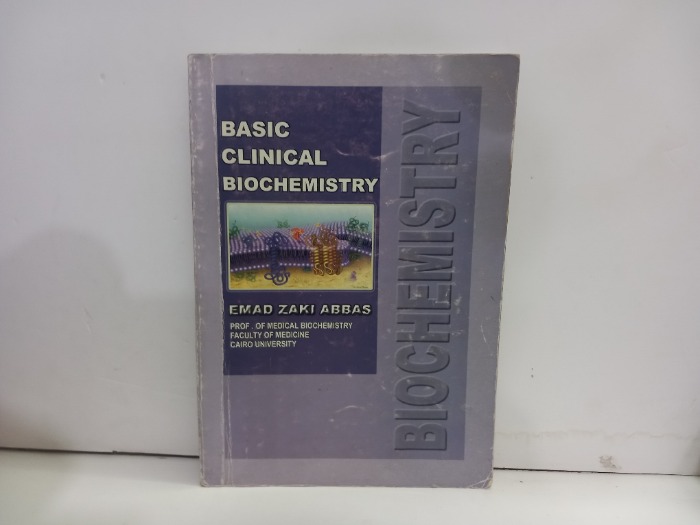 BASIC
CLINICAL
BIOCHEMISTRY
EMAD ZAKI ABBAS
PROF . OF MEDICAL BIOCHEMISTRY
FACULTY OF MEDICINE
CAIRO UNIVERSITY
BIOCHEMISTRY